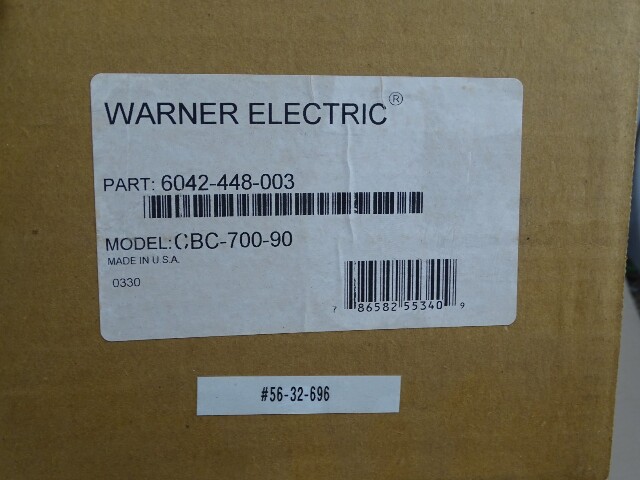 WARNER ELECTRIC®
PART: 6042-448-003
MODEL: CBC-700-90
MADE IN U.S.A.
0330
7 86582 55340 9
#56-32-696